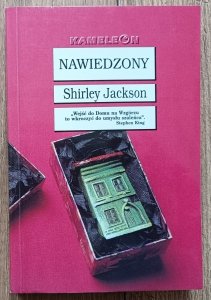 KAMELEON
NAWIEDZONY
Shirley Jackson
„Wejść do Domu na Wzgórzu
to wkroczyć do umysłu szaleńca".
Stephen King